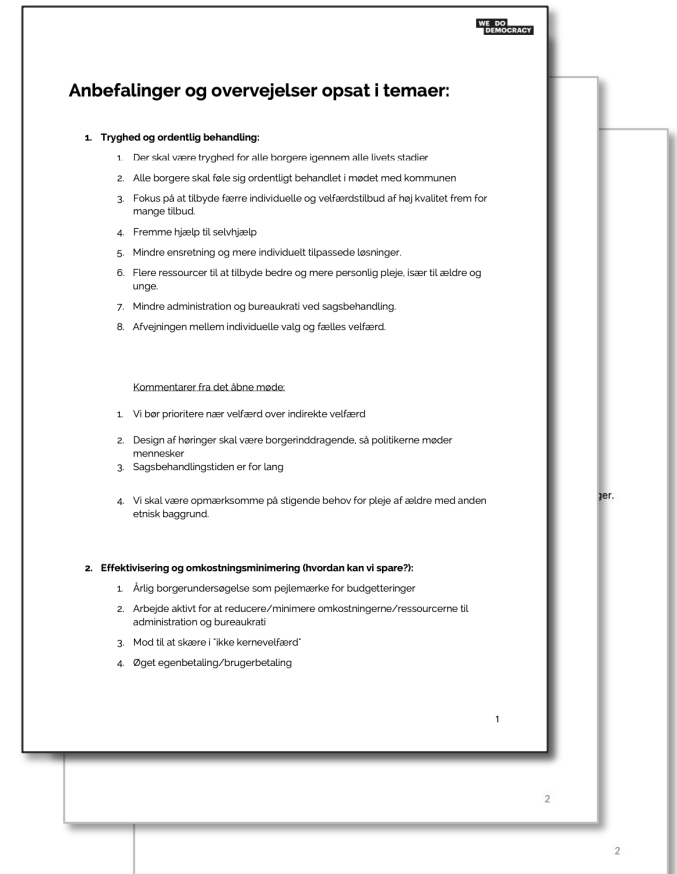 WE DO
DEMOCRACY
Anbefalinger og overvejelser opsat i temaer:
1. Tryghed og ordentlig behandling:
1. Der skal være tryghed for alle borgere igennem alle livets stadier
2. Alle borgere skal føle sig ordentligt behandlet i mødet med kommunen
3. Fokus på at tilbyde færre individuelle og velfærdstilbud af høj kvalitet frem for
mange tilbud.
4. Fremme hjælp til selvhjælp
5. Mindre ensretning og mere individuelt tilpassede løsninger.
6. Flere ressourcer til at tilbyde bedre og mere personlig pleje, især til ældre og
unge.
7. Mindre administration og bureaukrati ved sagsbehandling.
8. Afvejningen mellem individuelle valg og fælles velfærd.
Kommentarer fra det åbne møde:
1. Vi bør prioritere nær velfærd over indirekte velfærd
2. Design af høringer skal være borgerinddragende, så politikerne møder
mennesker
3. Sagsbehandlingstiden er for lang
4. Vi skal være opmærksomme på stigende behov for pleje af ældre med anden
etnisk baggrund.
2. Effektivisering og omkostningsminimering (hvordan kan vi spare?):
1. Årlig borgerundersøgelse som pejlemærke for budgetteringer
2. Arbejde aktivt for at reducere/minimere omkostningerne/ressourcerne til
administration og bureaukrati
3. Mod til at skære i "ikke kernevelfærd"
4. Øget egenbetaling/brugerbetaling
1
2
2